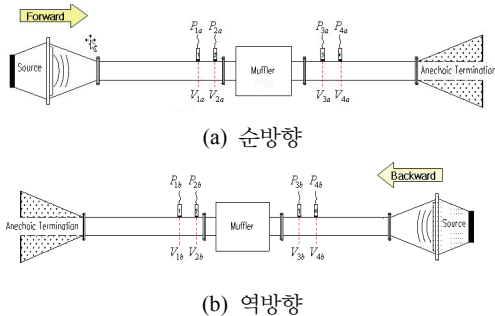 Forward
P1a P2a P3a P4a
Source
Muffler
Anechoic Termination
V1a V2a V3a V4a
(a) 순방향
Backward
P1b P2b P3b P4b
Anechoic Termination
Muffler
Source
V1b V2b V3b V4b
(b) 역방향